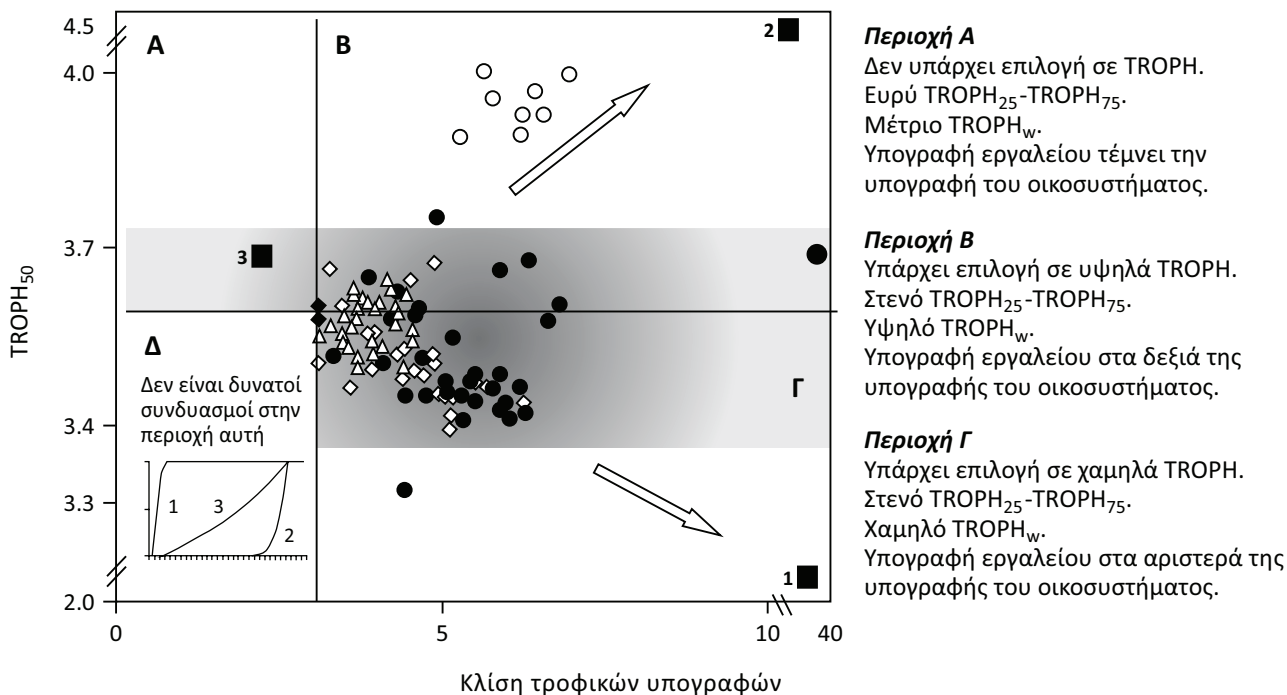 4.5
4.0
3.7
3.4
3.3
2.0
TROPH50
Α
Β
2
3
Γ
Δ
Δεν είναι δυνατοί
συνδυασμοί στην
περιοχή αυτή
1
3
2
1
0
5
10
40
Κλίση τροφικών υπογραφών
Περιοχή Α
Δεν υπάρχει επιλογή σε TROPH.
Ευρύ TROPH25-TROPH75.
Μέτριο TROPHw.
Υπογραφή εργαλείου τέμνει την
υπογραφή του οικοσυστήματος.
Περιοχή Β
Υπάρχει επιλογή σε υψηλά TROPH.
Στενό TROPH25-TROPH75.
Υψηλό TROPHw.
Υπογραφή εργαλείου στα δεξιά της
υπογραφής του οικοσυστήματος.
Περιοχή Γ
Υπάρχει επιλογή σε χαμηλά TROPH.
Στενό TROPH25-TROPH75.
Χαμηλό TROPHw.
Υπογραφή εργαλείου στα αριστερά της
υπογραφής του οικοσυστήματος.